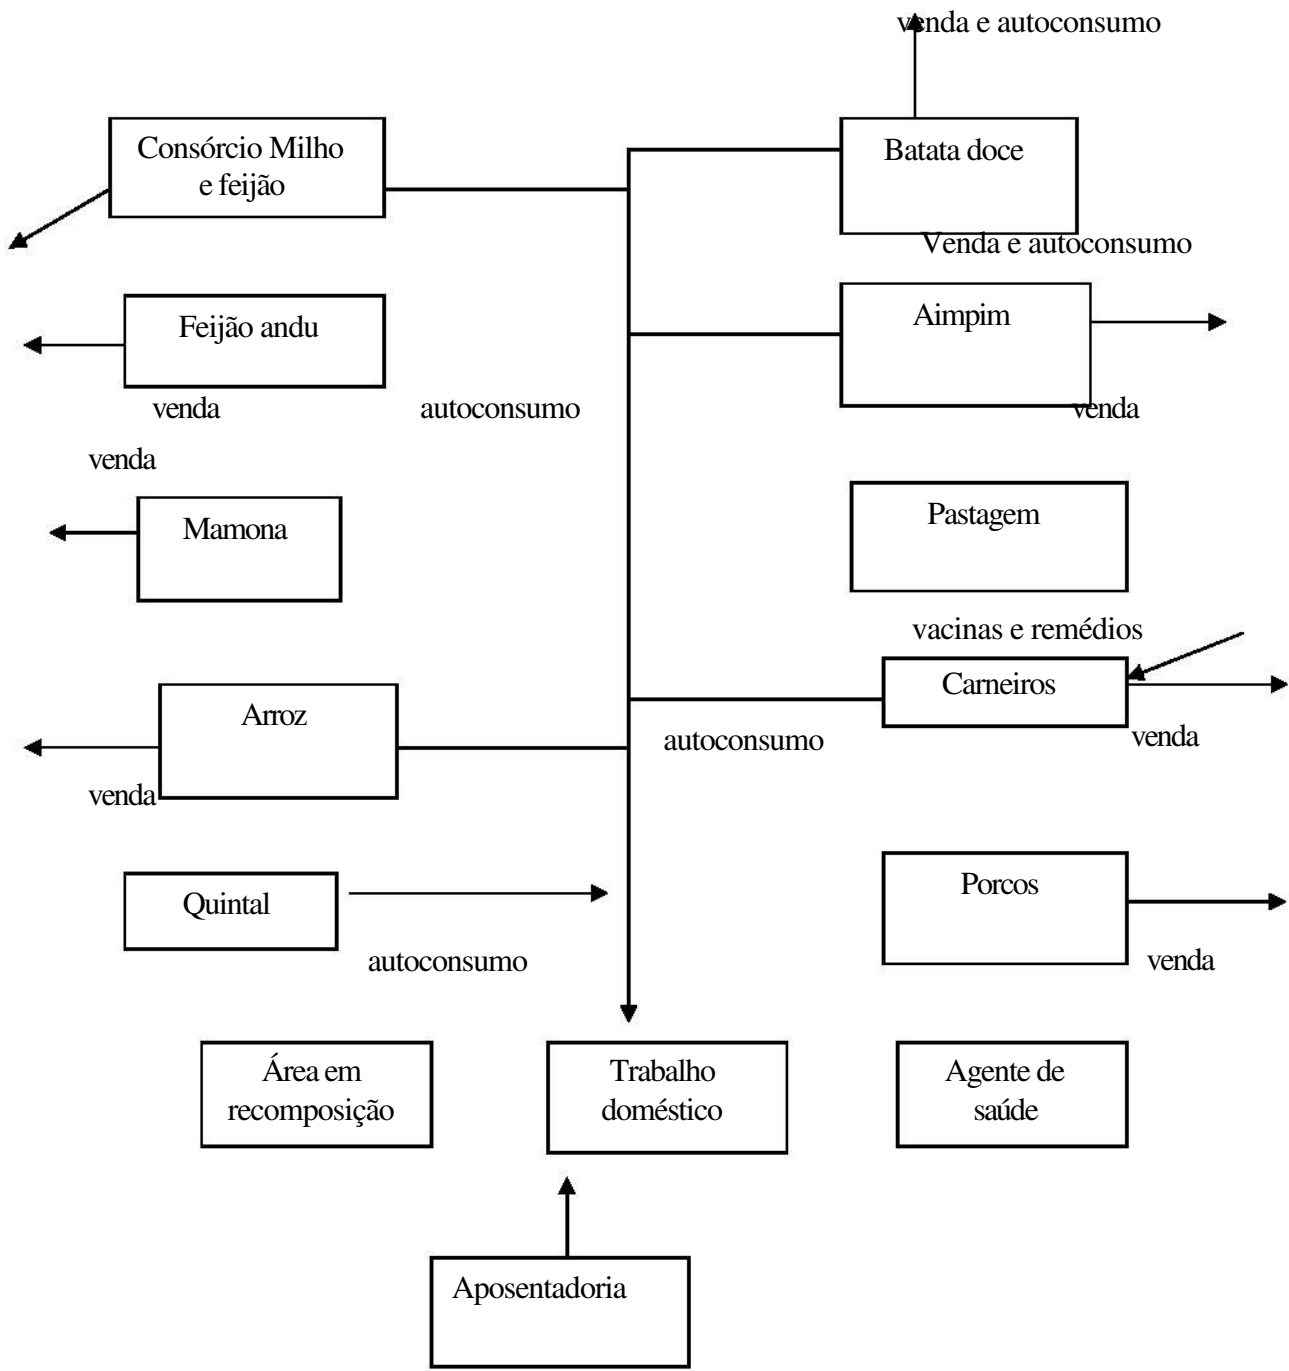 venda e autoconsumo
Consórcio Milho
e feijão
Batata doce
Venda e autoconsumo
Feijão andu
Aimpim
venda
autoconsumo
venda
venda
Mamona
Pastagem
vacinas e remédios
Arroz
Carneiros
autoconsumo
venda
venda
Quintal
Porcos
autoconsumo
venda
Área em
recomposição
Trabalho
doméstico
Agente de
saúde
Aposentadoria